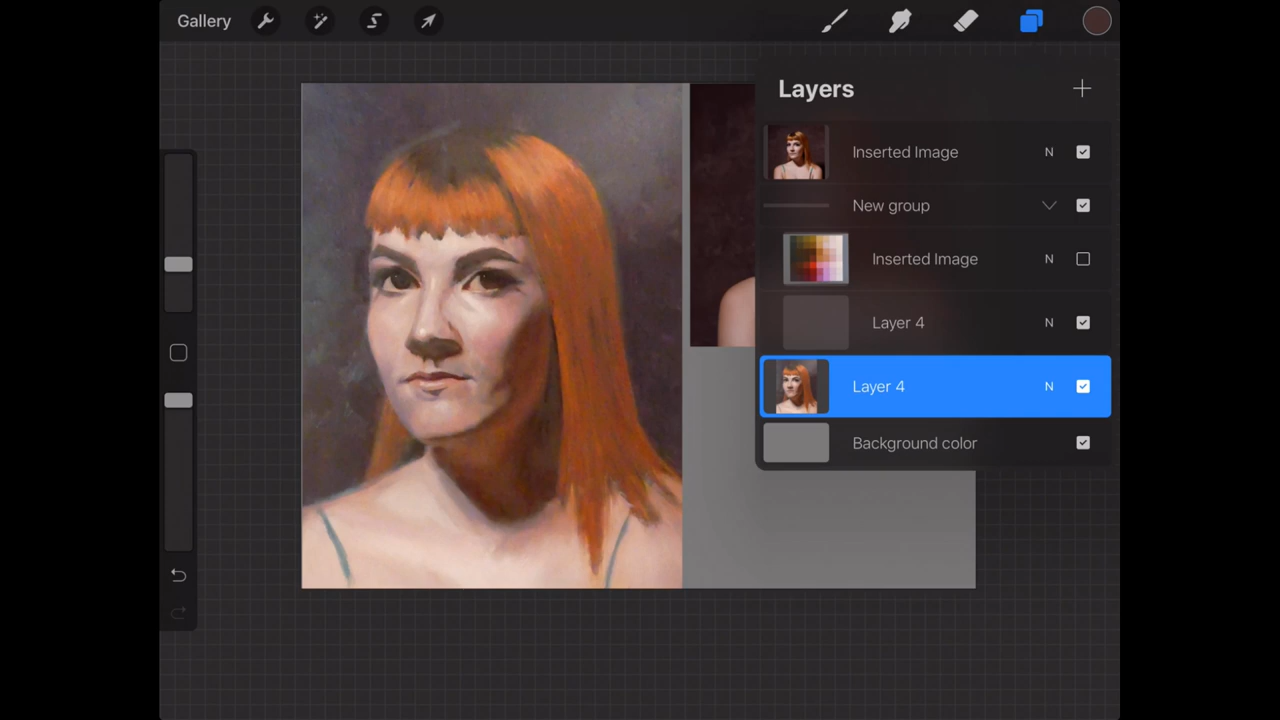 Gallery
Layers
Inserted Image N
New group
Inserted Image N
Layer 4 N
Layer 4 N
Background color